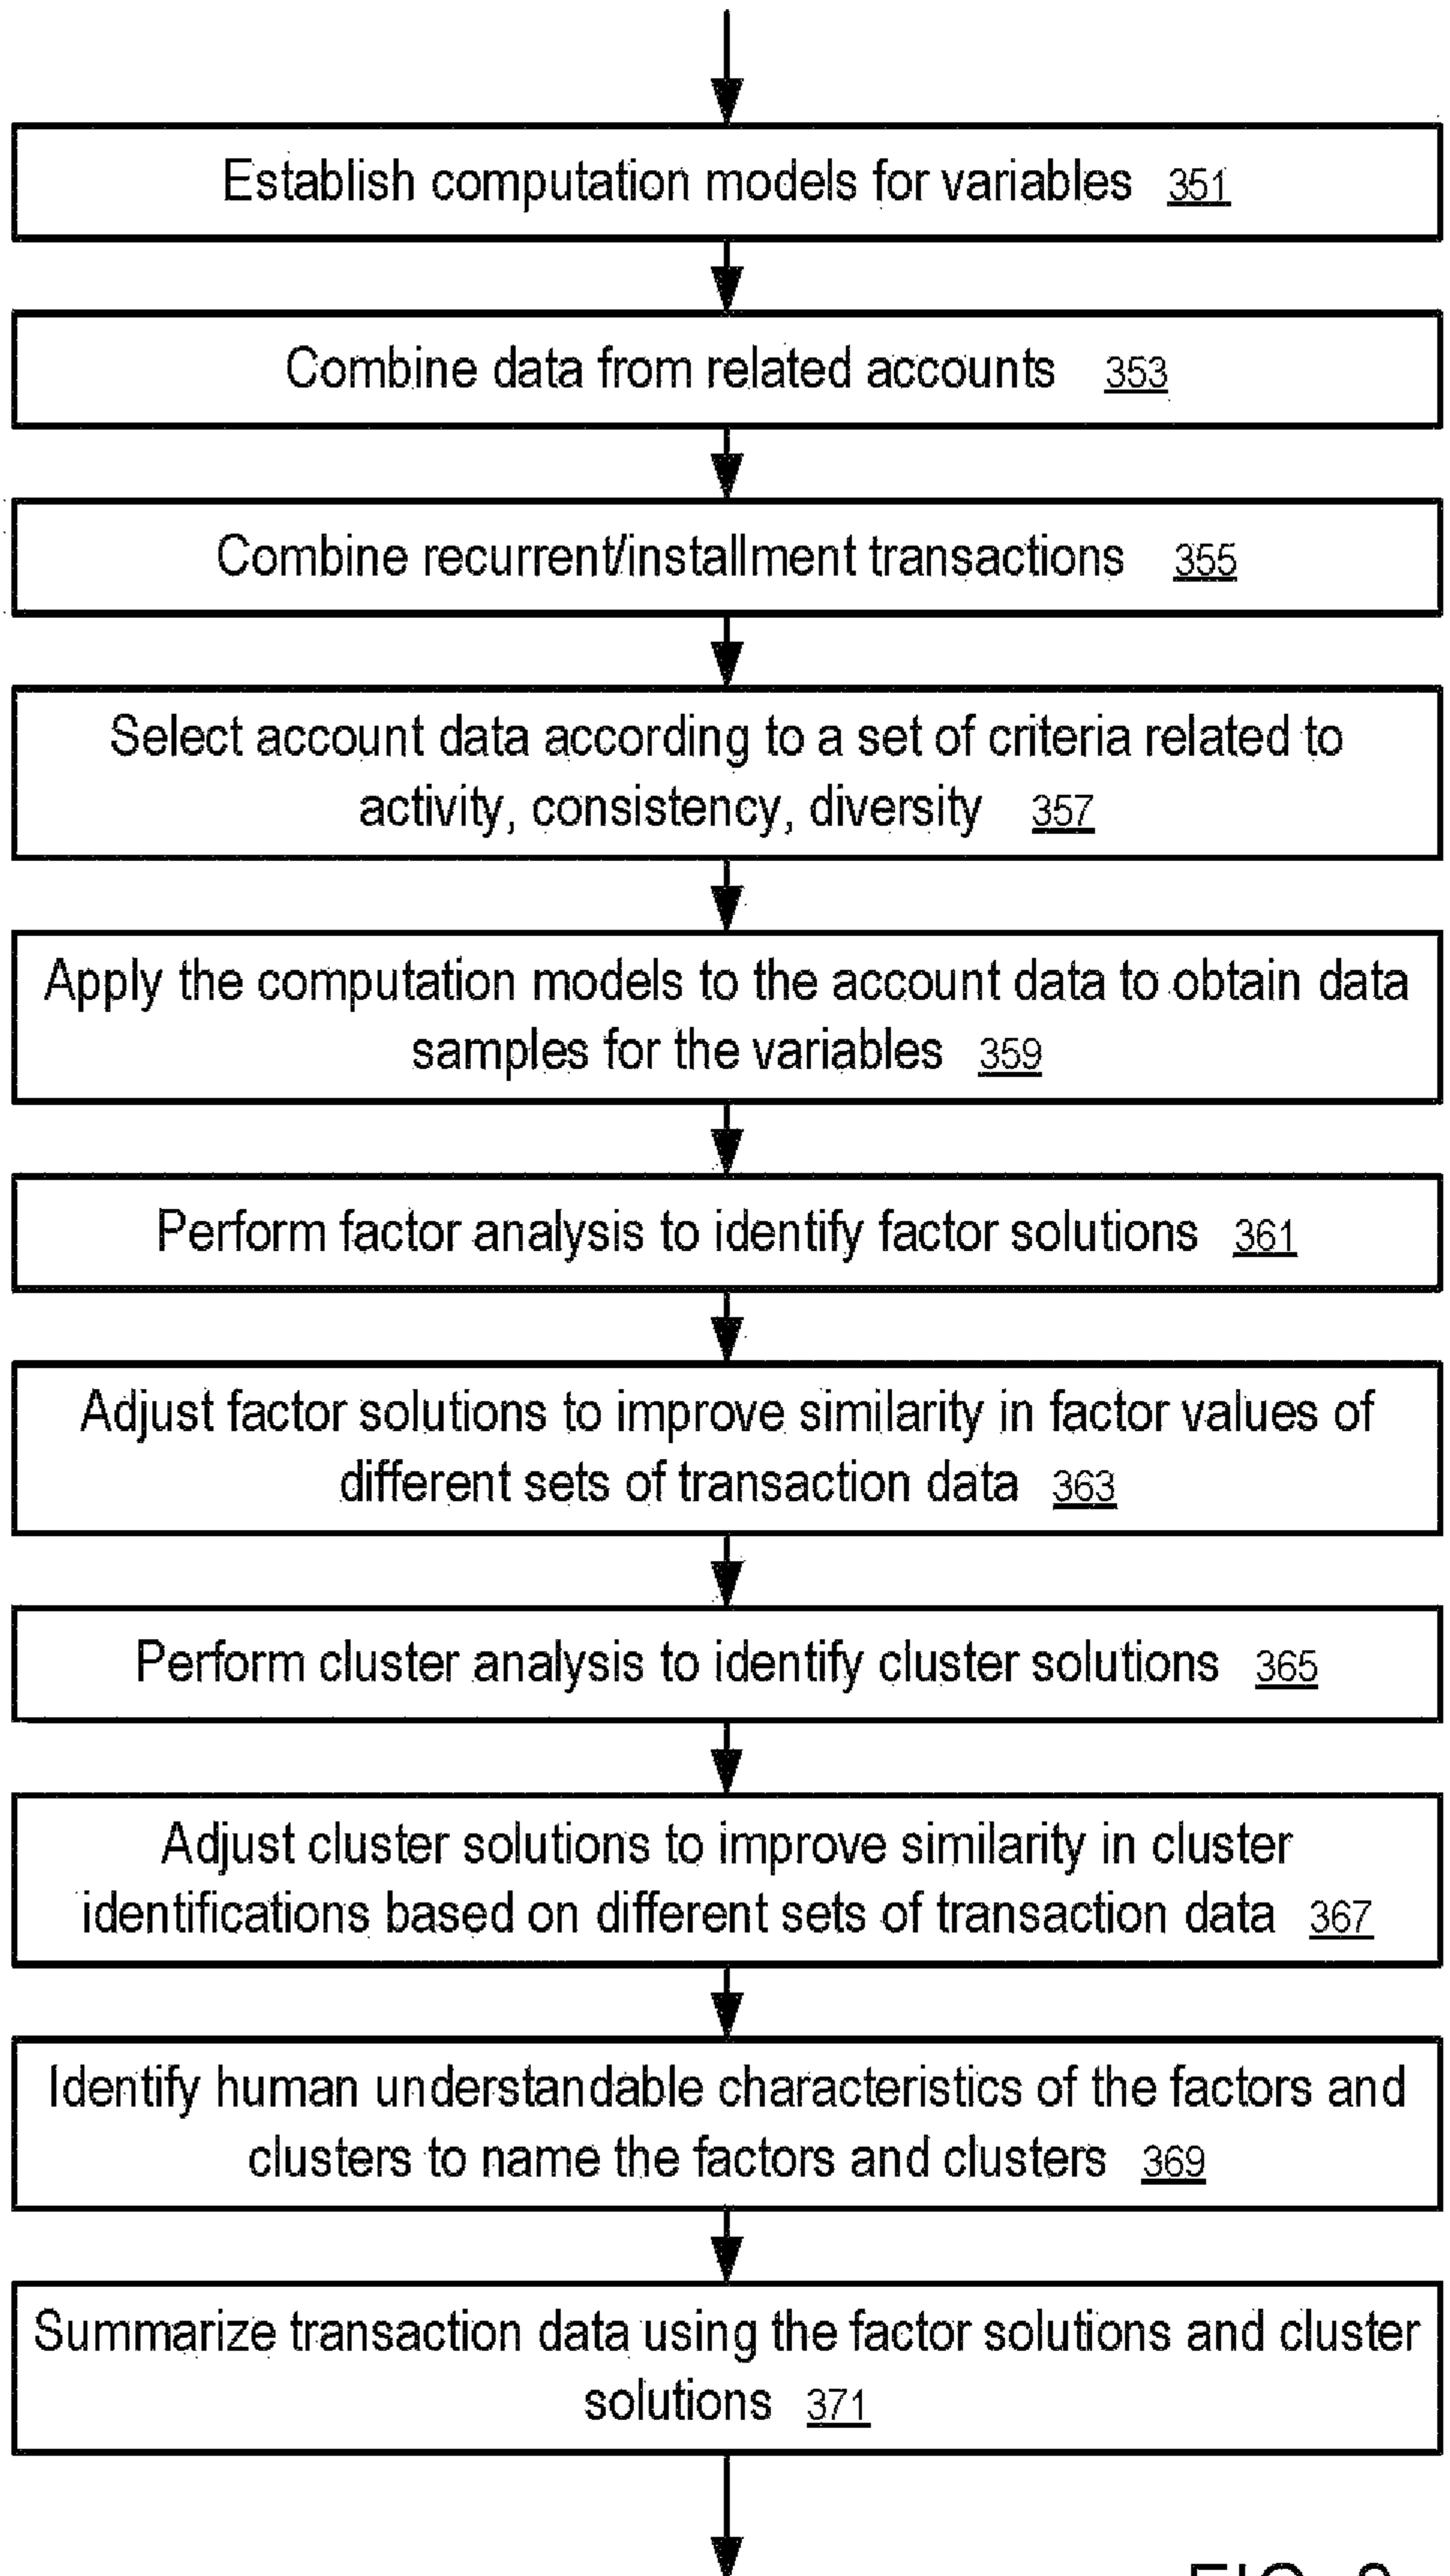 Establish computation models for variables 351
Combine data from related accounts 353
Combine recurrent/installment transactions 355
Select account data according to a set of criteria related to
activity, consistency, diversity 357
Apply the computation models to the account data to obtain data
samples for the variables 359
Perform factor analysis to identify factor solutions 361
Adjust factor solutions to improve similarity in factor values of
different sets of transaction data 363
Perform cluster analysis to identify cluster solutions 365
Adjust cluster solutions to improve similarity in cluster
identifications based on different sets of transaction data 367
Identify human understandable characteristics of the factors and
clusters to name the factors and clusters 369
Summarize transaction data using the factor solutions and cluster
solutions 371